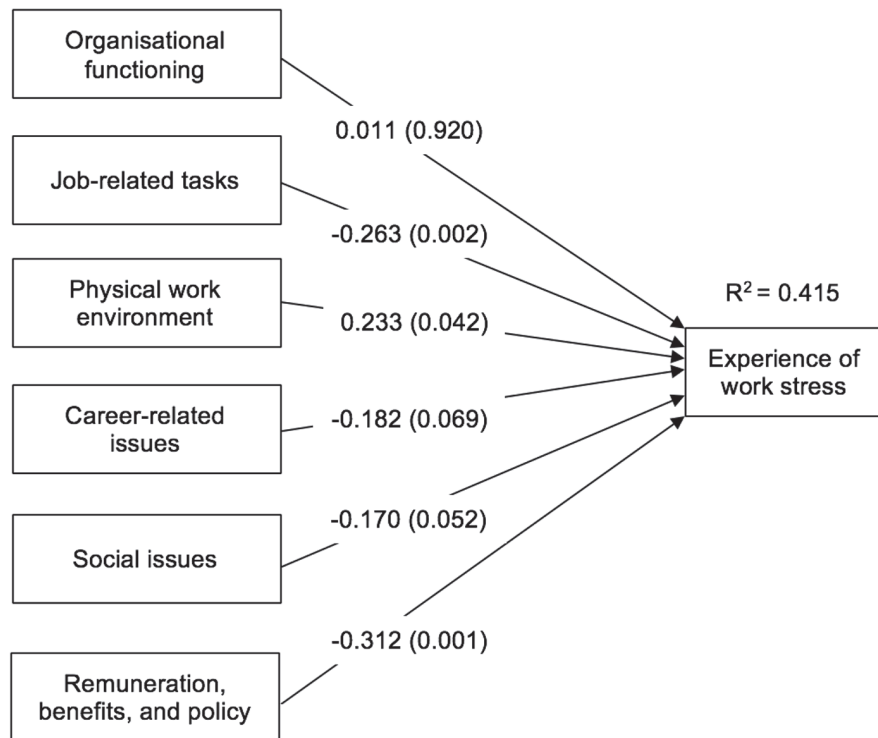 Organisational
functioning
0.011 (0.920)
Job-related tasks
-0.263 (0.002)
Physical work
environment
0.233 (0.042)
R² = 0.415
Experience of
work stress
Career-related
issues
-0.182 (0.069)
Social issues
-0.170 (0.052)
Remuneration,
benefits, and policy
-0.312 (0.001)